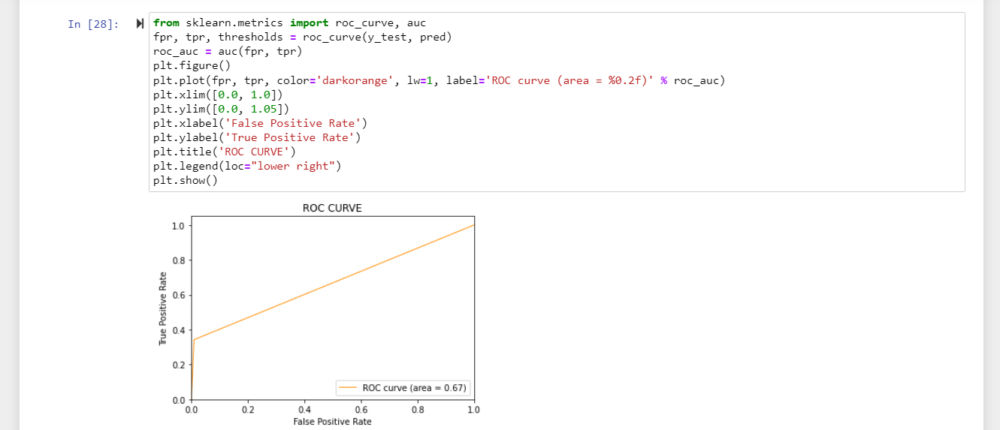 In [28]:
from sklearn.metrics import roc_curve, auc
fpr, tpr, thresholds = roc_curve(y_test, pred)
roc_auc = auc(fpr, tpr)
plt.figure()
plt.plot(fpr, tpr, color='darkorange', lw=1, label='ROC curve (area = %0.2f)' % roc_auc)
plt.xlim([0.0, 1.0])
plt.ylim([0.0, 1.05])
plt.xlabel('False Positive Rate')
plt.ylabel('True Positive Rate')
plt.title('ROC CURVE')
plt.legend(loc="lower right")
plt.show()
ROC CURVE
True Positive Rate
1.0
0.8
0.6
0.4
0.2
0.0
ROC curve (area = 0.67)
0.0 0.2 0.4 0.6 0.8 1.0
False Positive Rate